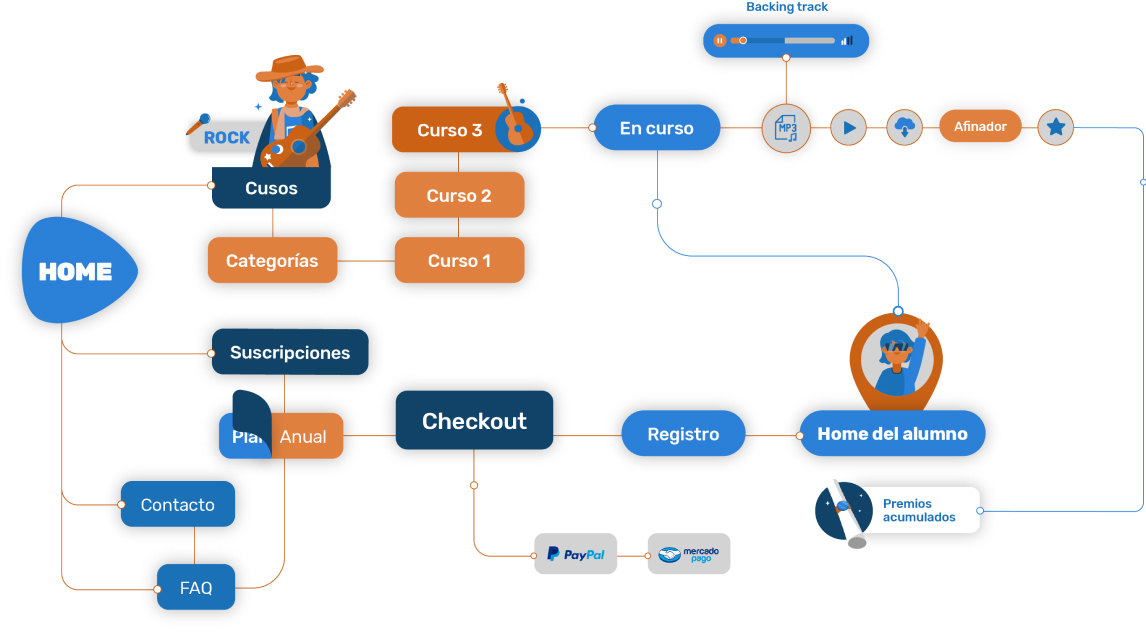 Backing track
ROCK
Curso 3
En curso
MP3
Afinador
Cusos
Curso 2
HOME
Categorías
Curso 1
Suscripciones
Anual
Checkout
Registro
Home del alumno
Contacto
Premios
acumulados
PayPal
mercado
pago
FAQ